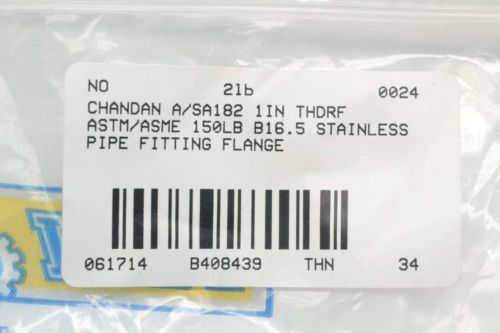 NO 21b 0024
CHANDAN A/SA182 1IN THDRF
ASTM/ASME 150LB B16.5 STAINLESS
PIPE FITTING FLANGE
061714 B408439 THN 34